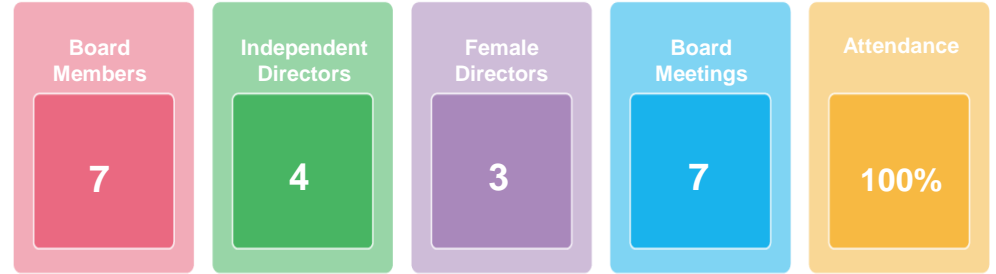 Board
Members
7
Independent
Directors
4
Female
Directors
3
Board
Meetings
7
Attendance
100%